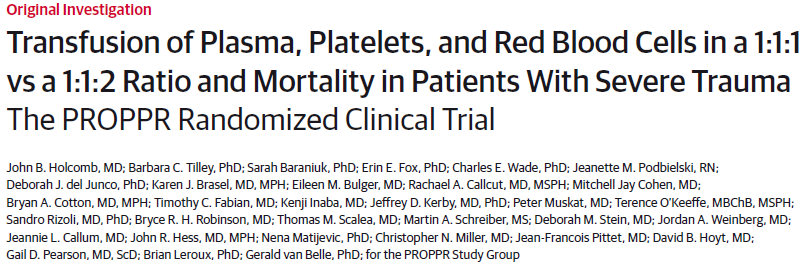 Original Investigation
Transfusion of Plasma, Platelets, and Red Blood Cells in a 1:1:1
vs a 1:1:2 Ratio and Mortality in Patients With Severe Trauma
The PROPPR Randomized Clinical Trial
John B. Holcomb, MD; Barbara C. Tilley, PhD; Sarah Baraniuk, PhD; Erin E. Fox, PhD; Charles E. Wade, PhD; Jeanette M. Podbielski, RN;
Deborah J. del Junco, PhD; Karen J. Brasel, MD, MPH; Eileen M. Bulger, MD; Rachael A. Callcut, MD, MSPH; Mitchell Jay Cohen, MD;
Bryan A. Cotton, MD, MPH; Timothy C. Fabian, MD; Kenji Inaba, MD; Jeffrey D. Kerby, MD, PhD; Peter Muskat, MD; Terence O'Keeffe, MBChB, MSPH;
Sandro Rizoli, MD, PhD; Bryce R. H. Robinson, MD; Thomas M. Scalea, MD; Martin A. Schreiber, MS; Deborah M. Stein, MD; Jordan A. Weinberg, MD;
Jeannie L. Callum, MD; John R. Hess, MD, MPH; Nena Matijevic, PhD; Christopher N. Miller, MD; Jean-Francois Pittet, MD; David B. Hoyt, MD;
Gail D. Pearson, MD, ScD; Brian Leroux, PhD; Gerald van Belle, PhD; for the PROPPR Study Group